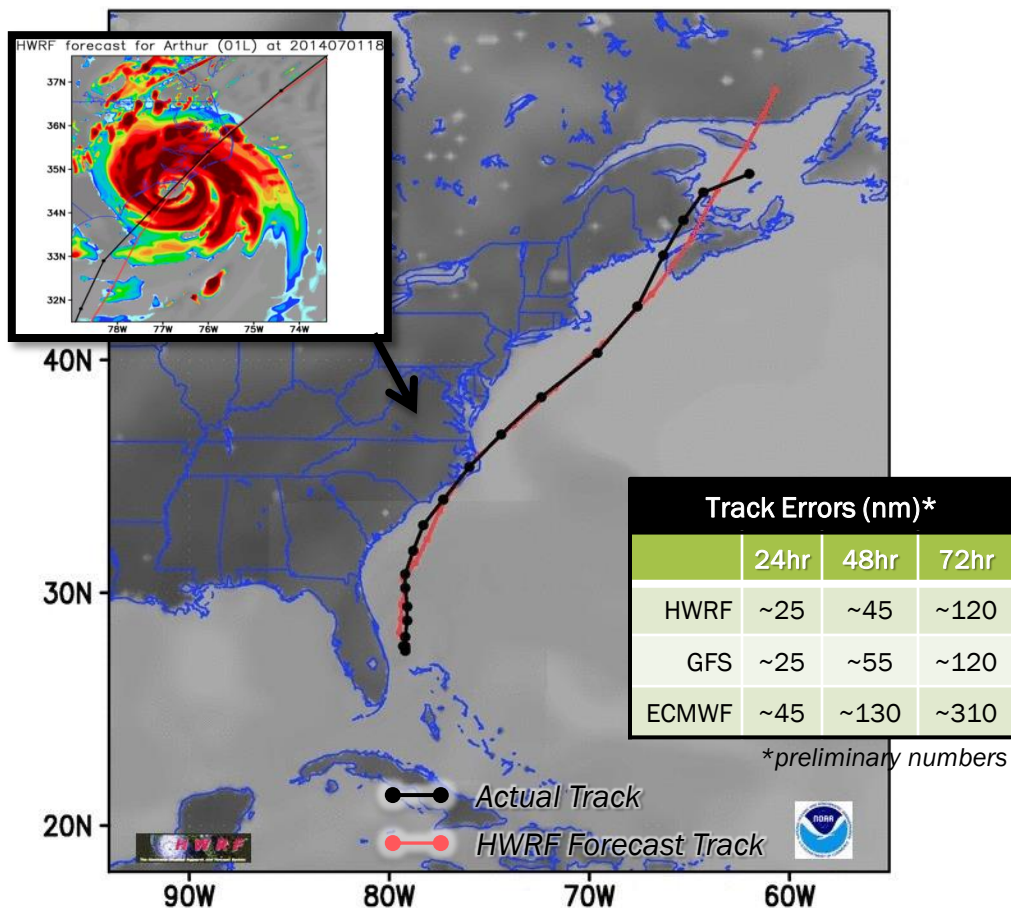 HWRF forecast for Arthur (01L) at 2014070118
37N
36N
35N
34N
33N
32N
78W 77W 76W 75W 74W
40N
30N
20N
90W 80W 70W 60W
Track Errors (nm)*
24hr 48hr 72hr
HWRF ~25 ~45 ~120
GFS ~25 ~55 ~120
ECMWF ~45 ~130 ~310
*preliminary numbers
Actual Track
HWRF Forecast Track
HWRF
NOAA